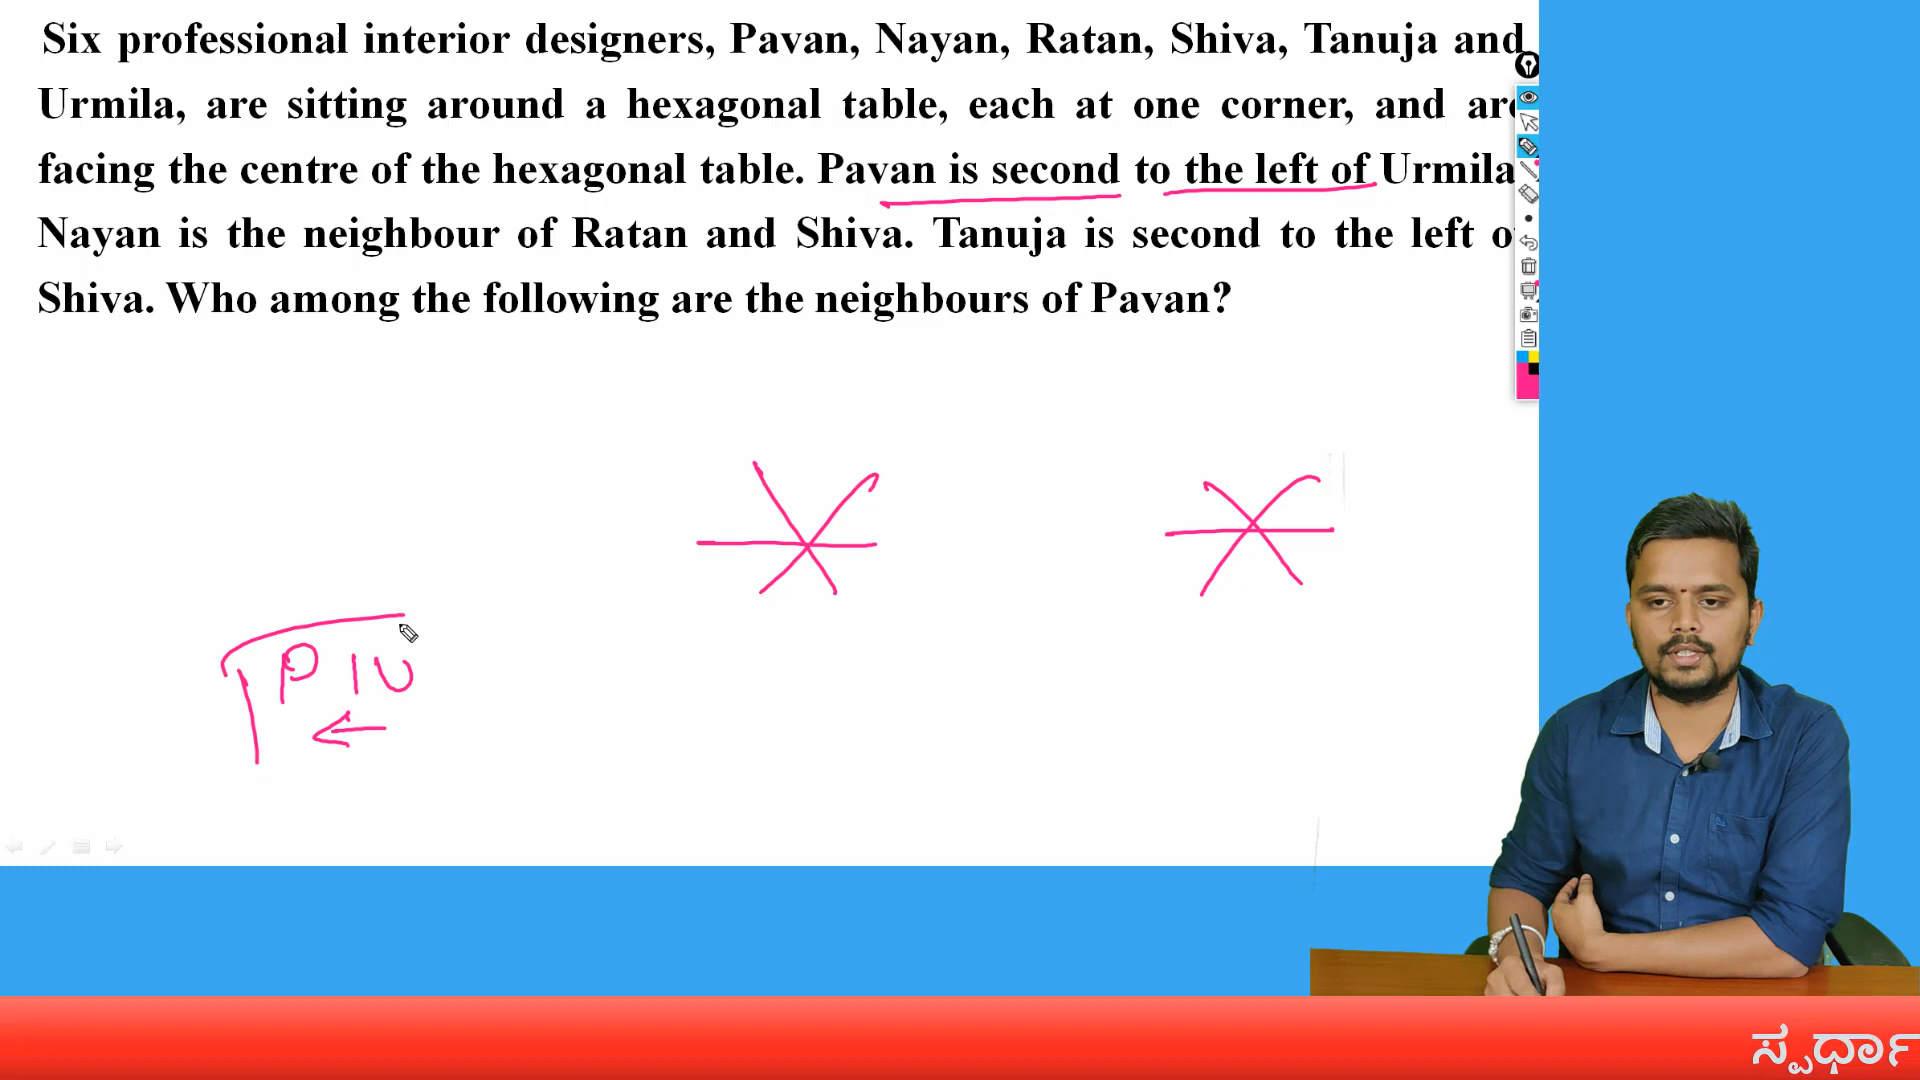 Six professional interior designers, Pavan, Nayan, Ratan, Shiva, Tanuja and
Urmila, are sitting around a hexagonal table, each at one corner, and are
facing the centre of the hexagonal table. Pavan is second to the left of Urmila.
Nayan is the neighbour of Ratan and Shiva. Tanuja is second to the left of
Shiva. Who among the following are the neighbours of Pavan?
P I U
ಸ್ಪರ್ಧಾ